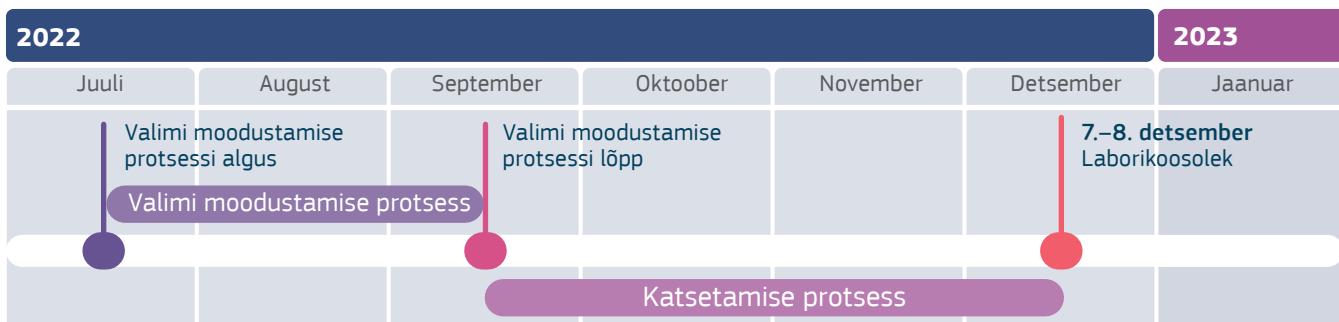 2022
2023
Juuli
August
September
Oktoober
November
Detsember
Jaanuar
Valimi moodustamise
protsessi algus
Valimi moodustamise
protsessi lõpp
7.–8. detsember
Laborikoosolek
Valimi moodustamise protsess
Katsetamise protsess